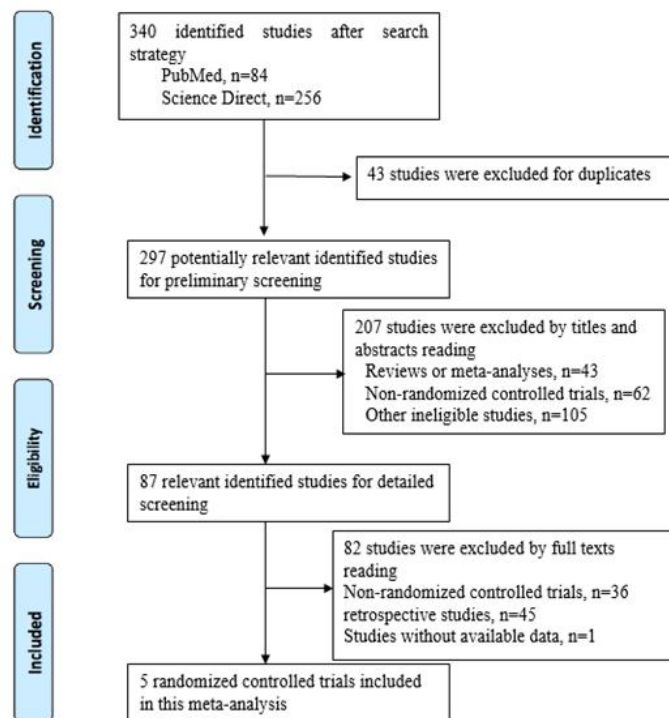 Identification
340 identified studies after search
strategy
PubMed, n=84
Science Direct, n=256
43 studies were excluded for duplicates
Screening
297 potentially relevant identified studies
for preliminary screening
207 studies were excluded by titles and
abstracts reading
Reviews or meta-analyses, n=43
Non-randomized controlled trials, n=62
Other ineligible studies, n=105
Eligibility
87 relevant identified studies for detailed
screening
82 studies were excluded by full texts
reading
Non-randomized controlled trials, n=36
retrospective studies, n=45
Studies without available data, n=1
Included
5 randomized controlled trials included
in this meta-analysis